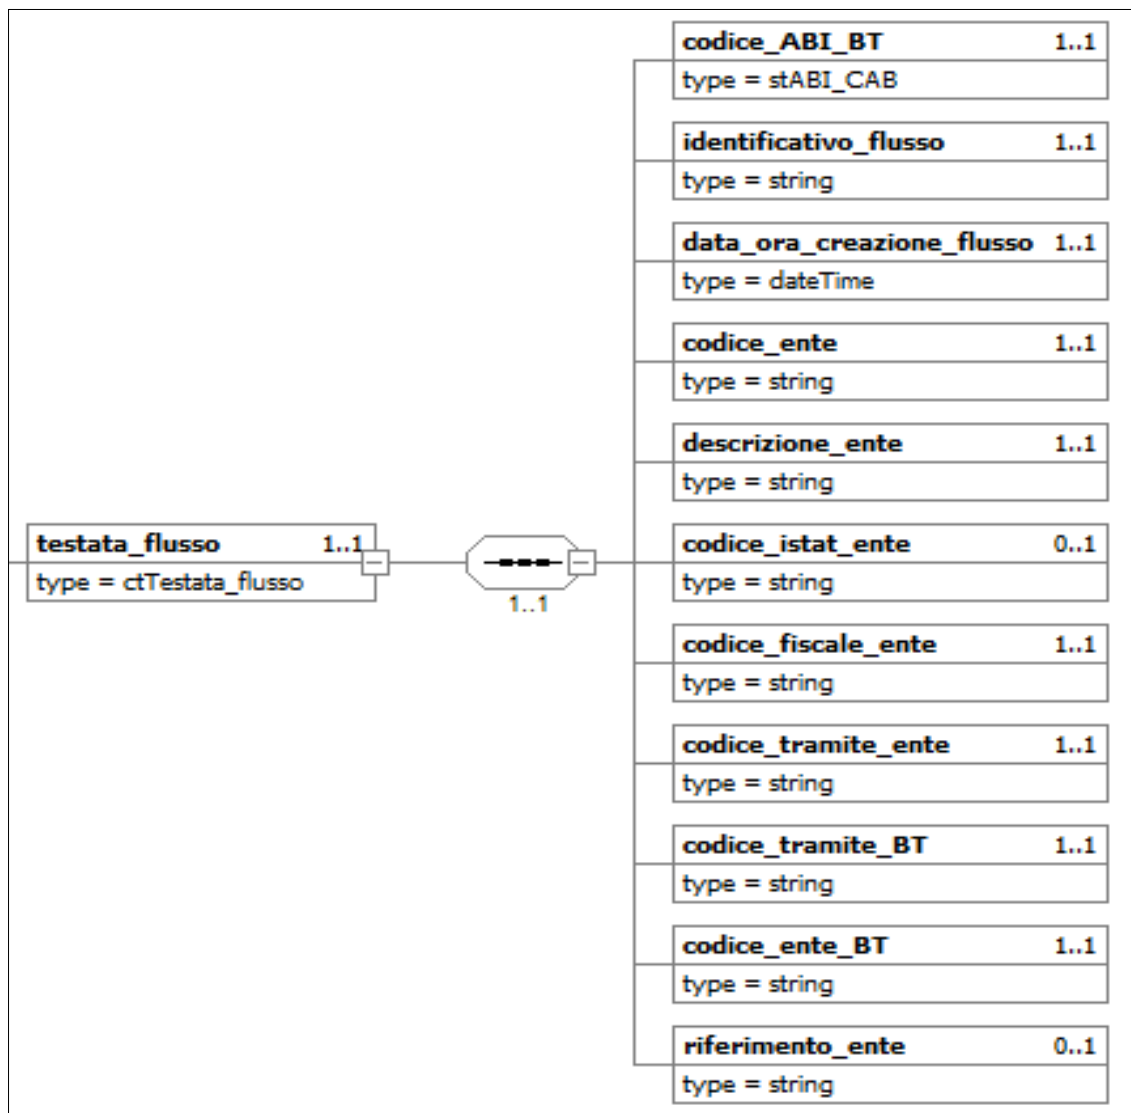 codice_ABI_BT 1..1
type = stABI_CAB
identificativo_flusso 1..1
type = string
data_ora_creazione_flusso 1..1
type = dateTime
codice_ente 1..1
type = string
descrizione_ente 1..1
type = string
testata_flusso 1..1
type = ctTestata_flusso
1..1
codice_istat_ente 0..1
type = string
codice_fiscale_ente 1..1
type = string
codice_tramite_ente 1..1
type = string
codice_tramite_BT 1..1
type = string
codice_ente_BT 1..1
type = string
riferimento_ente 0..1
type = string